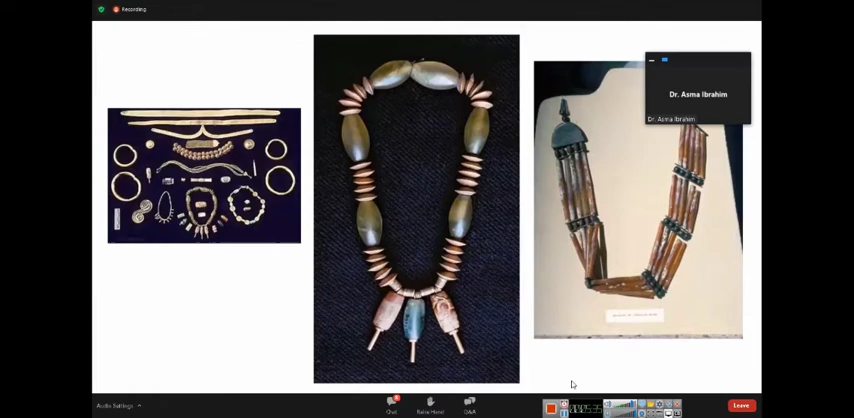 Recording
Dr. Asma Ibrahim
Dr. Asma Ibrahim
Audio Settings
Chat
Raise Hand
Q&A
Leave